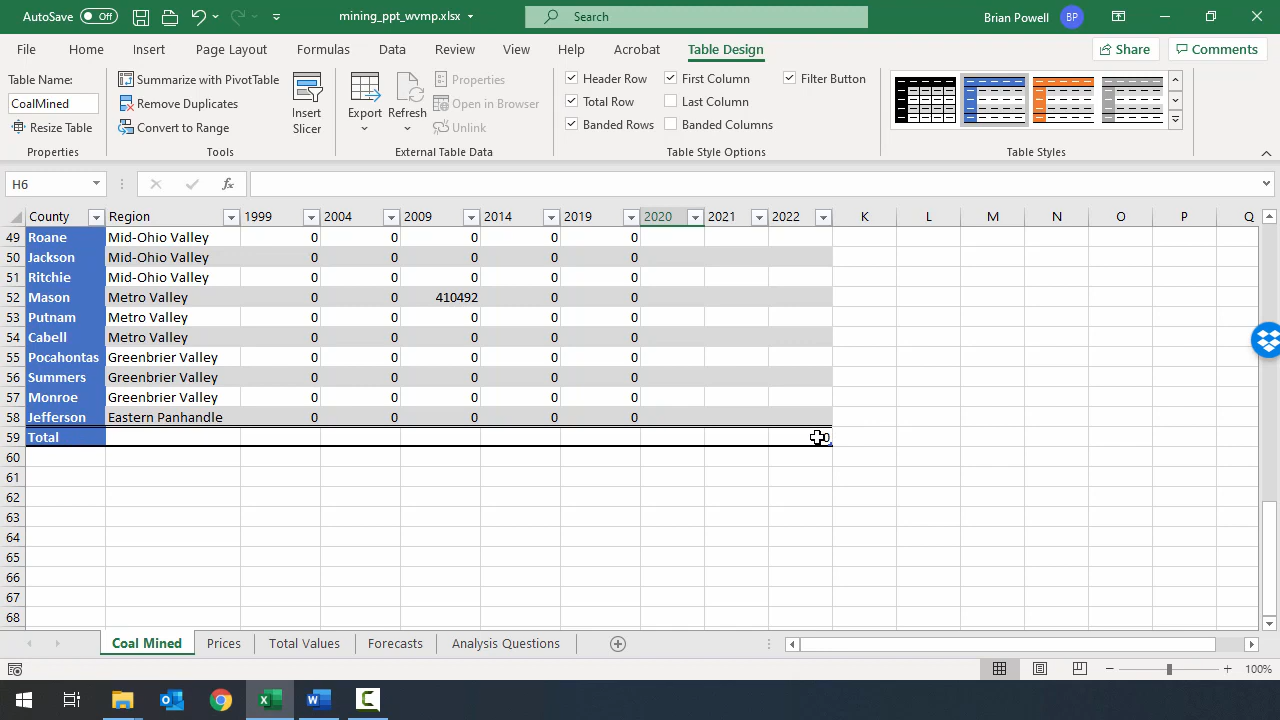 AutoSave Off mining_ppt_wvmp.xlsx Search Brian Powell BP
File Home Insert Page Layout Formulas Data Review View Help Acrobat Table Design Share Comments
Table Name:
CoalMined
Resize Table
Properties
Summarize with PivotTable
Remove Duplicates
Convert to Range
Insert
Slicer
Tools
Export
Refresh
Properties
Open in Browser
Unlink
External Table Data
Header Row First Column Filter Button
Total Row Last Column
Banded Rows Banded Columns
Table Style Options
Table Styles
H6 fx
County Region 1999 2004 2009 2014 2019 2020 2021 2022 K L M N O P Q
49 Roane Mid-Ohio Valley 0 0 0 0 0
50 Jackson Mid-Ohio Valley 0 0 0 0 0
51 Ritchie Mid-Ohio Valley 0 0 0 0 0
52 Mason Metro Valley 0 0 410492 0 0
53 Putnam Metro Valley 0 0 0 0 0
54 Cabell Metro Valley 0 0 0 0 0
55 Pocahontas Greenbrier Valley 0 0 0 0 0
56 Summers Greenbrier Valley 0 0 0 0 0
57 Monroe Greenbrier Valley 0 0 0 0 0
58 Jefferson Eastern Panhandle 0 0 0 0 0
59 Total 0
60
61
62
63
64
65
66
67
68
Coal Mined Prices Total Values Forecasts Analysis Questions
100%